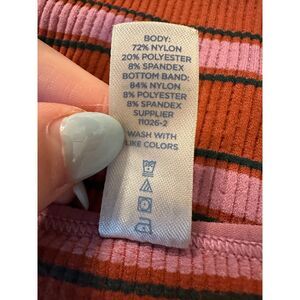 BODY:
72% NYLON
20% POLYESTER
8% SPANDEX
BOTTOM BAND:
84% NYLON
8% POLYESTER
8% SPANDEX
SUPPLIER
11026-2
WASH WITH
LIKE COLORS